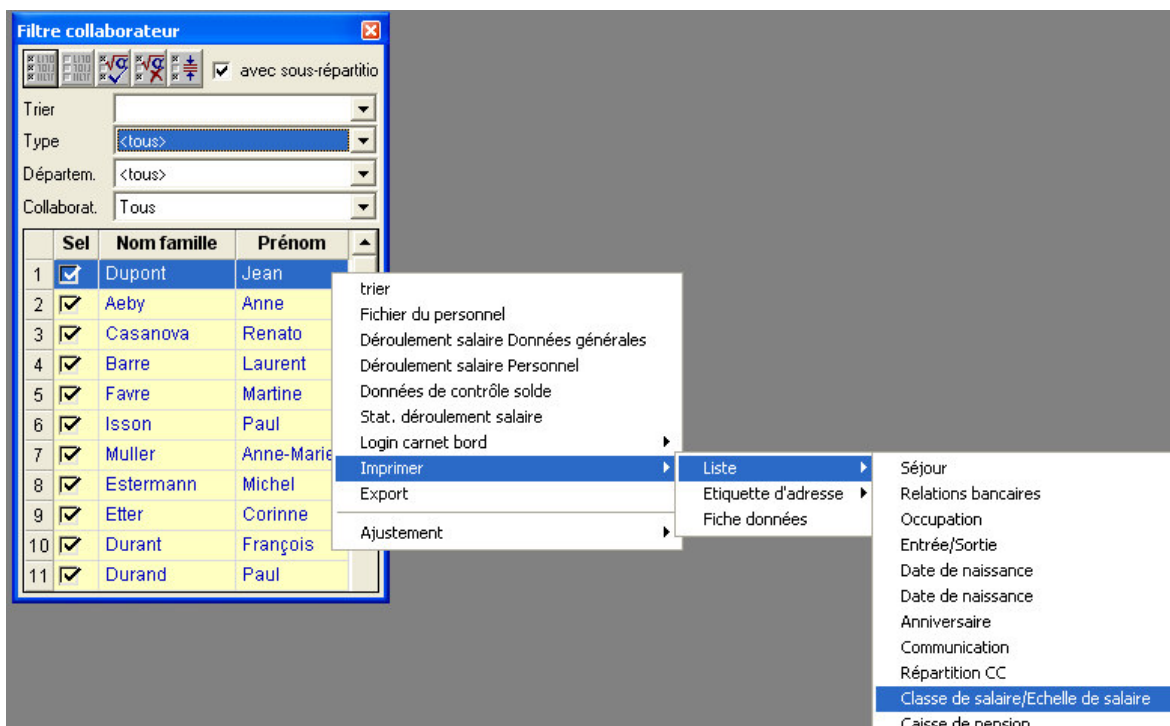 Filtre collaborateur
avec sous-répartitio
Trier
Type <tous>
Départem. <tous>
Collaborat. Tous
Sel Nom famille Prénom
1 Dupont Jean
2 Aeby Anne
3 Casanova Renato
4 Barre Laurent
5 Favre Martine
6 Isson Paul
7 Muller Anne-Marie
8 Estermann Michel
9 Etter Corinne
10 Durant François
11 Durand Paul
trier
Fichier du personnel
Déroulement salaire Données générales
Déroulement salaire Personnel
Données de contrôle solde
Stat. déroulement salaire
Login carnet bord
Imprimer
Export
Ajustement
Liste
Etiquette d'adresse
Fiche données
Séjour
Relations bancaires
Occupation
Entrée/Sortie
Date de naissance
Date de naissance
Anniversaire
Communication
Répartition CC
Classe de salaire/Echelle de salaire
Caisse de pension